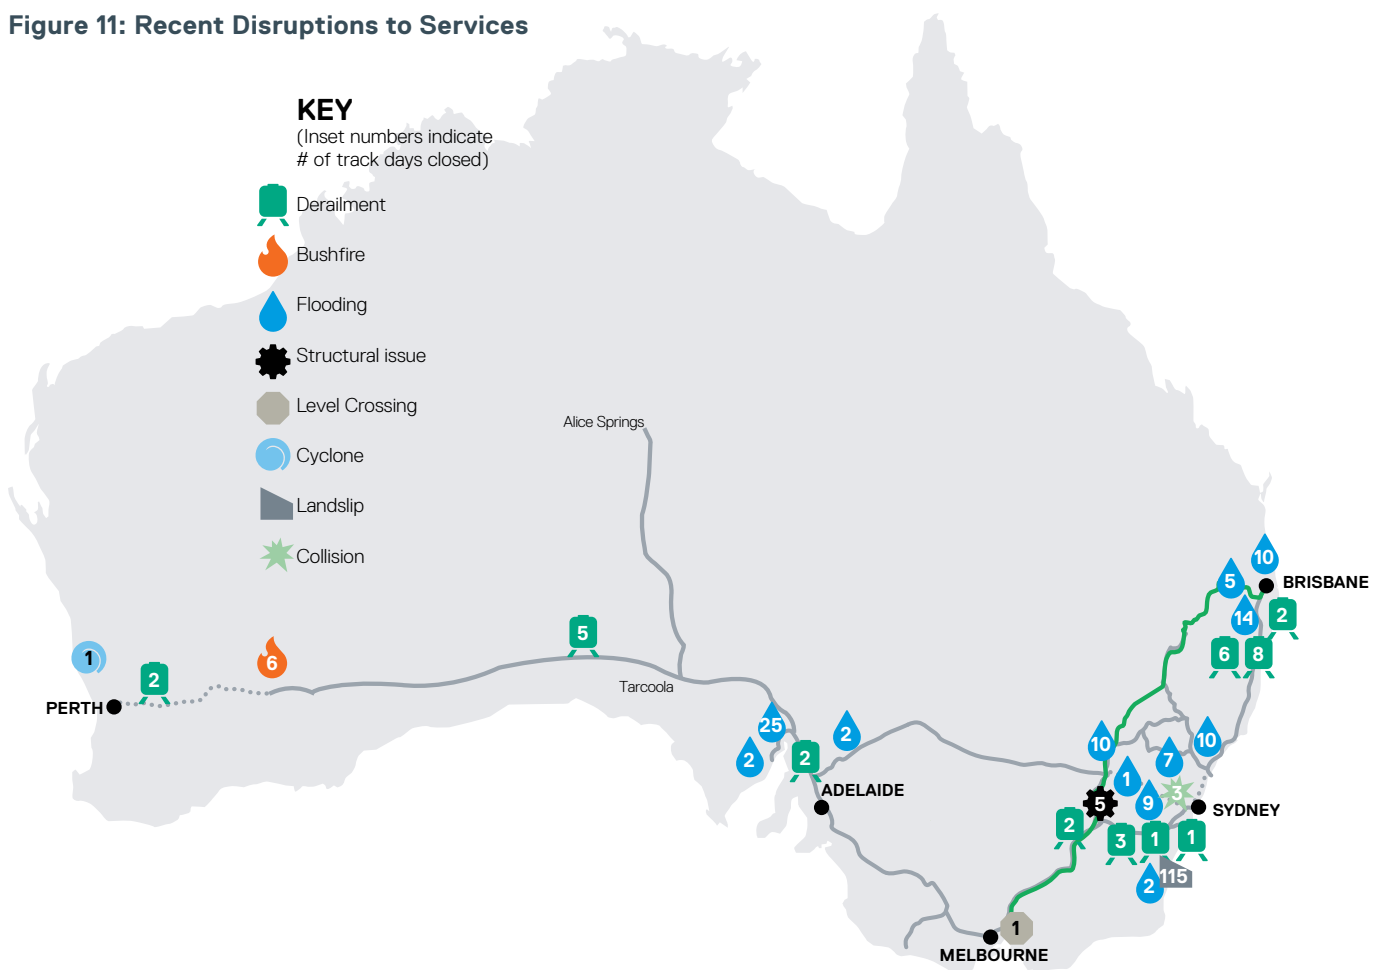 Figure 11: Recent Disruptions to Services
KEY
(Inset numbers indicate
# of track days closed)
Derailment
Bushfire
Flooding
Structural issue
Level Crossing
Cyclone
Landslip
Collision
Alice Springs
10
5
BRISBANE
14
2
6
8
5
1
6
2
Tarcoola
PERTH
25
2
2
2
10
10
7
1
ADELAIDE
5
9
3
SYDNEY
2
3
1
1
2
115
1
MELBOURNE